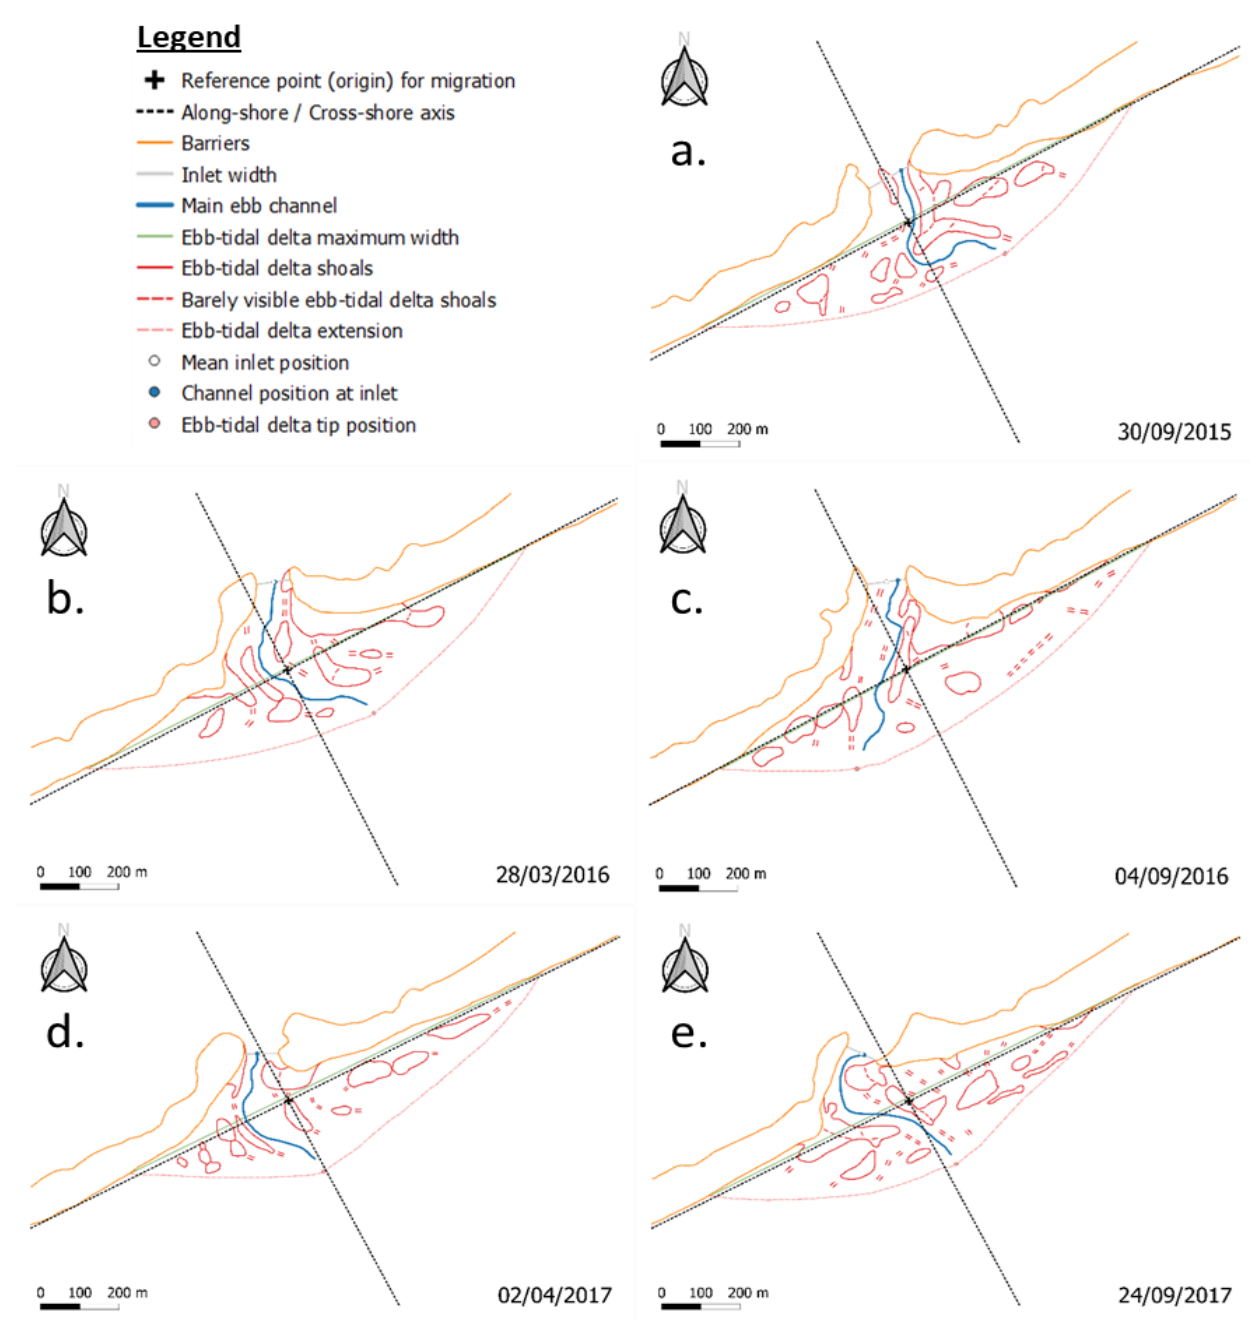 Legend
Reference point (origin) for migration
Along-shore / Cross-shore axis
Barriers
Inlet width
Main ebb channel
Ebb-tidal delta maximum width
Ebb-tidal delta shoals
Barely visible ebb-tidal delta shoals
Ebb-tidal delta extension
Mean inlet position
Channel position at inlet
Ebb-tidal delta tip position
N
a.
0 100 200 m
30/09/2015
N
b.
0 100 200 m
28/03/2016
N
c.
0 100 200 m
04/09/2016
N
d.
0 100 200 m
02/04/2017
N
e.
0 100 200 m
24/09/2017